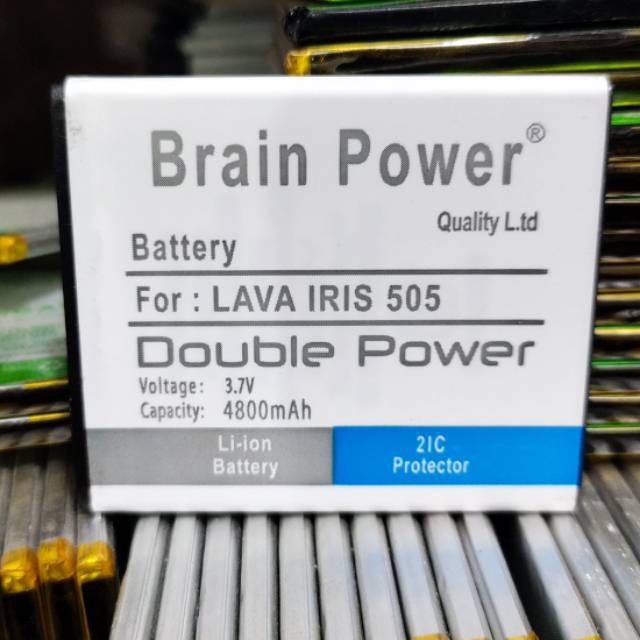 Brain Power®
Quality L.td
Battery
For : LAVA IRIS 505
Double Power
Voltage: 3.7V
Capacity: 4800mAh
Li-ion
Battery
2IC
Protector